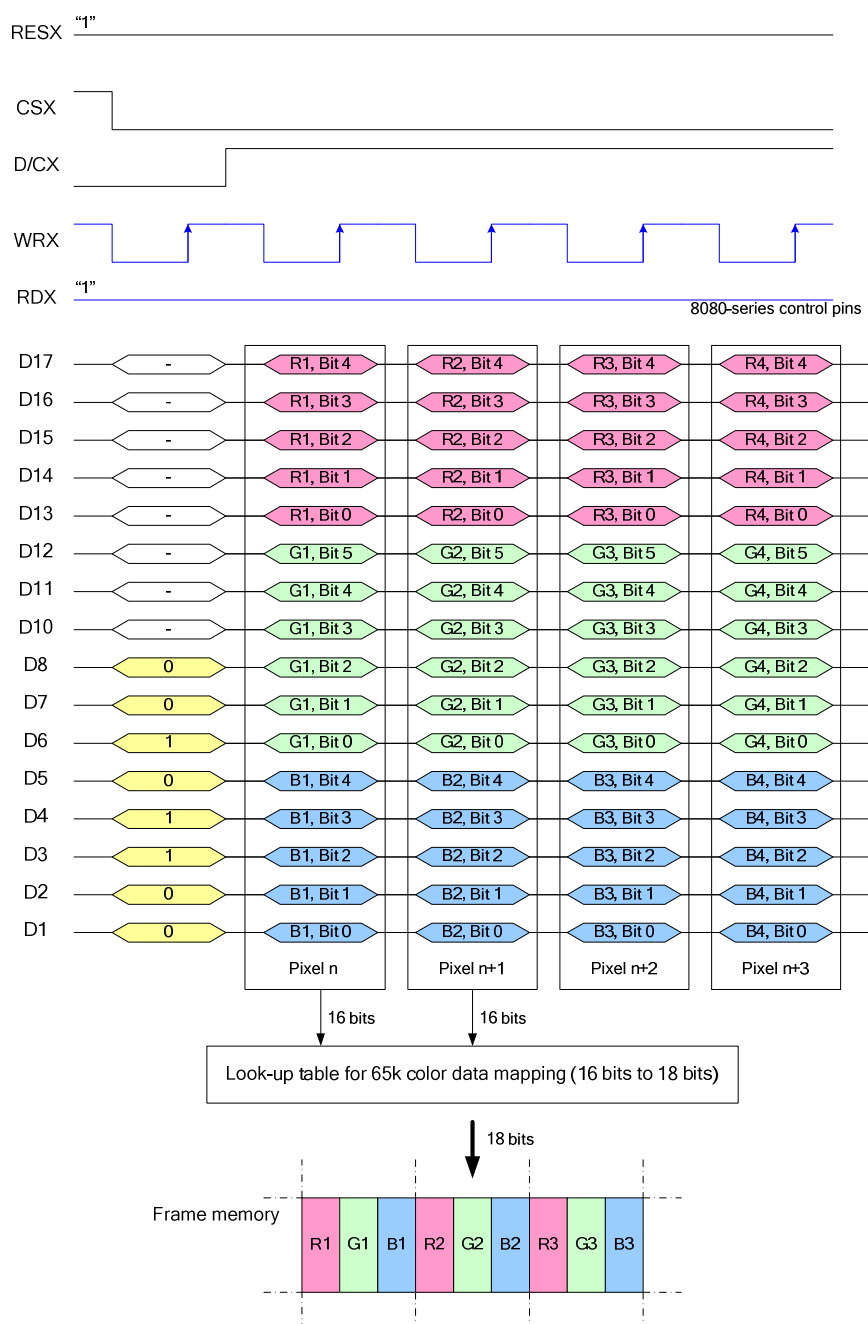 RESX “1”
CSX
D/CX
WRX
RDX “1”
8080-series control pins
D17 - R1, Bit 4 R2, Bit 4 R3, Bit 4 R4, Bit 4
D16 - R1, Bit 3 R2, Bit 3 R3, Bit 3 R4, Bit 3
D15 - R1, Bit 2 R2, Bit 2 R3, Bit 2 R4, Bit 2
D14 - R1, Bit 1 R2, Bit 1 R3, Bit 1 R4, Bit 1
D13 - R1, Bit 0 R2, Bit 0 R3, Bit 0 R4, Bit 0
D12 - G1, Bit 5 G2, Bit 5 G3, Bit 5 G4, Bit 5
D11 - G1, Bit 4 G2, Bit 4 G3, Bit 4 G4, Bit 4
D10 - G1, Bit 3 G2, Bit 3 G3, Bit 3 G4, Bit 3
D8 0 G1, Bit 2 G2, Bit 2 G3, Bit 2 G4, Bit 2
D7 0 G1, Bit 1 G2, Bit 1 G3, Bit 1 G4, Bit 1
D6 1 G1, Bit 0 G2, Bit 0 G3, Bit 0 G4, Bit 0
D5 0 B1, Bit 4 B2, Bit 4 B3, Bit 4 B4, Bit 4
D4 1 B1, Bit 3 B2, Bit 3 B3, Bit 3 B4, Bit 3
D3 1 B1, Bit 2 B2, Bit 2 B3, Bit 2 B4, Bit 2
D2 0 B1, Bit 1 B2, Bit 1 B3, Bit 1 B4, Bit 1
D1 0 B1, Bit 0 B2, Bit 0 B3, Bit 0 B4, Bit 0
Pixel n Pixel n+1 Pixel n+2 Pixel n+3
16 bits 16 bits
Look-up table for 65k color data mapping (16 bits to 18 bits)
18 bits
Frame memory
R1 G1 B1 R2 G2 B2 R3 G3 B3